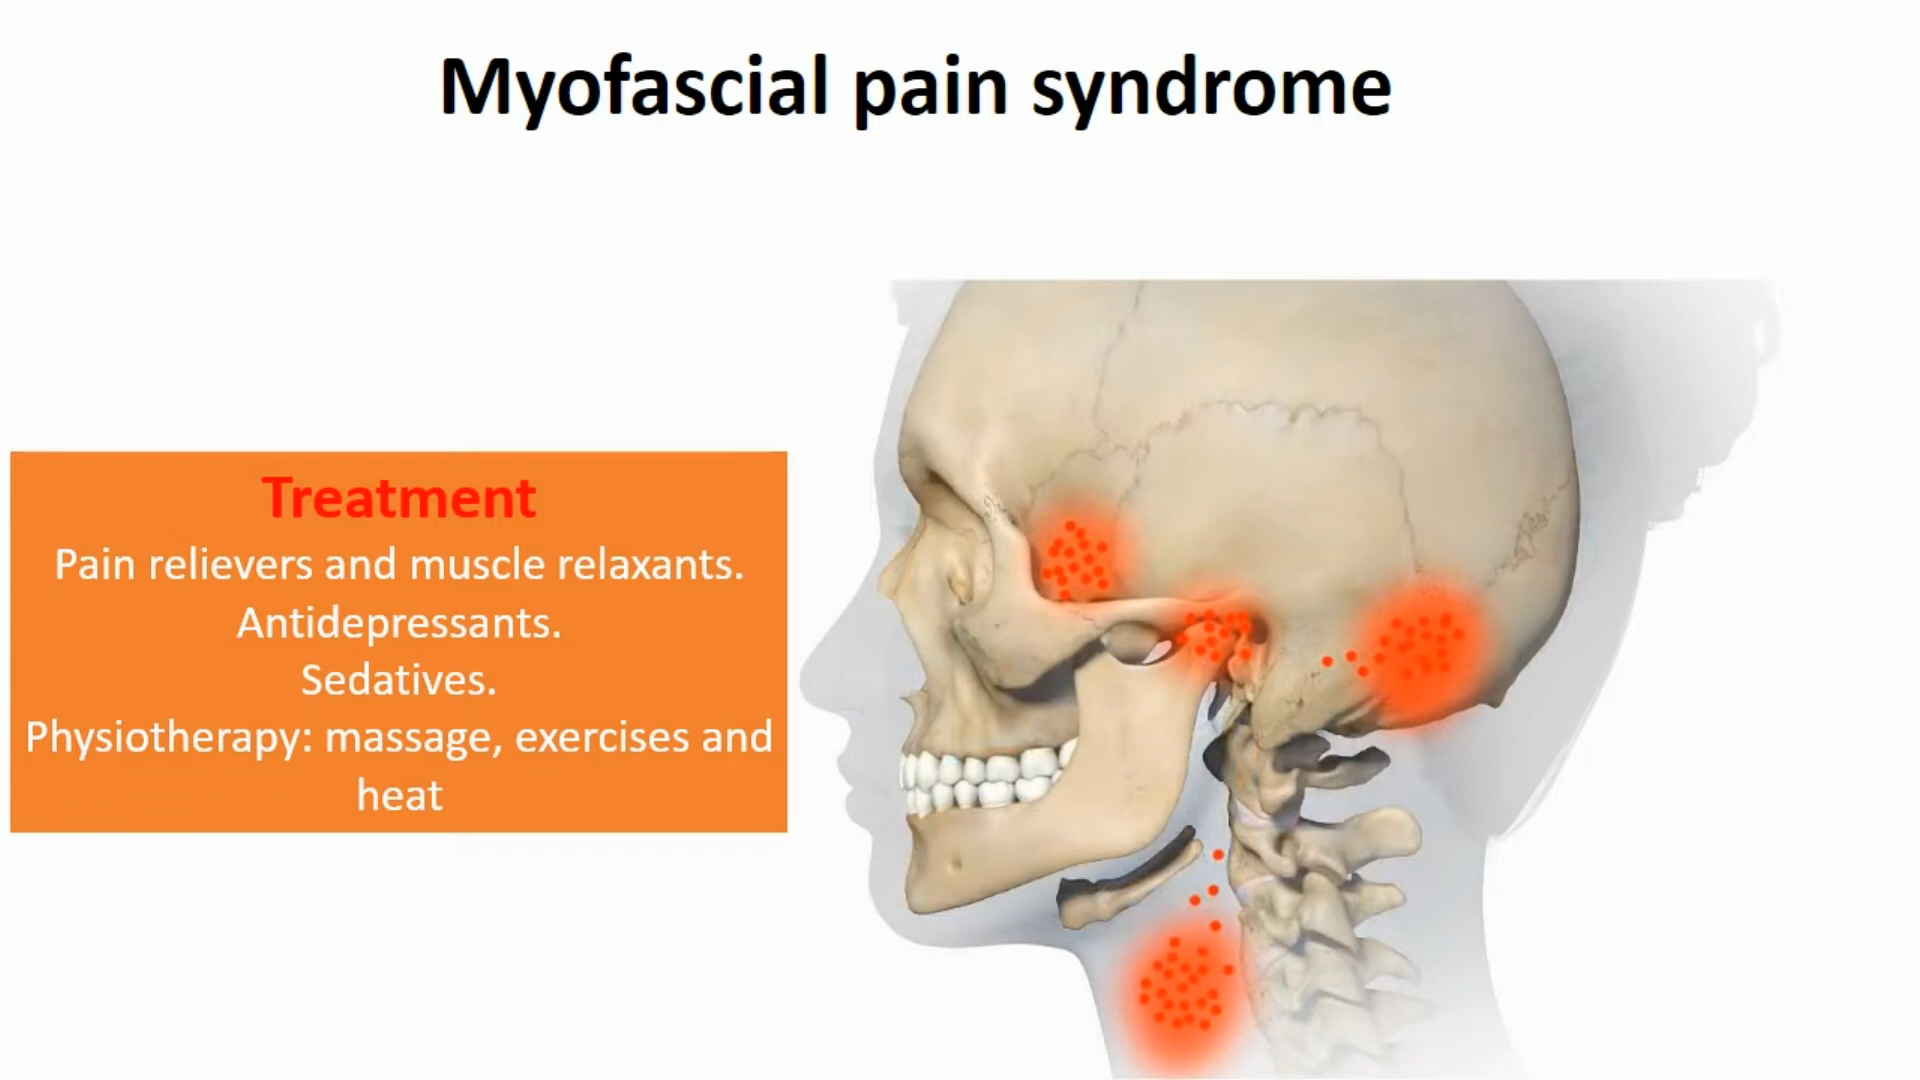 Myofascial pain syndrome
Treatment
Pain relievers and muscle relaxants.
Antidepressants.
Sedatives.
Physiotherapy: massage, exercises and
heat